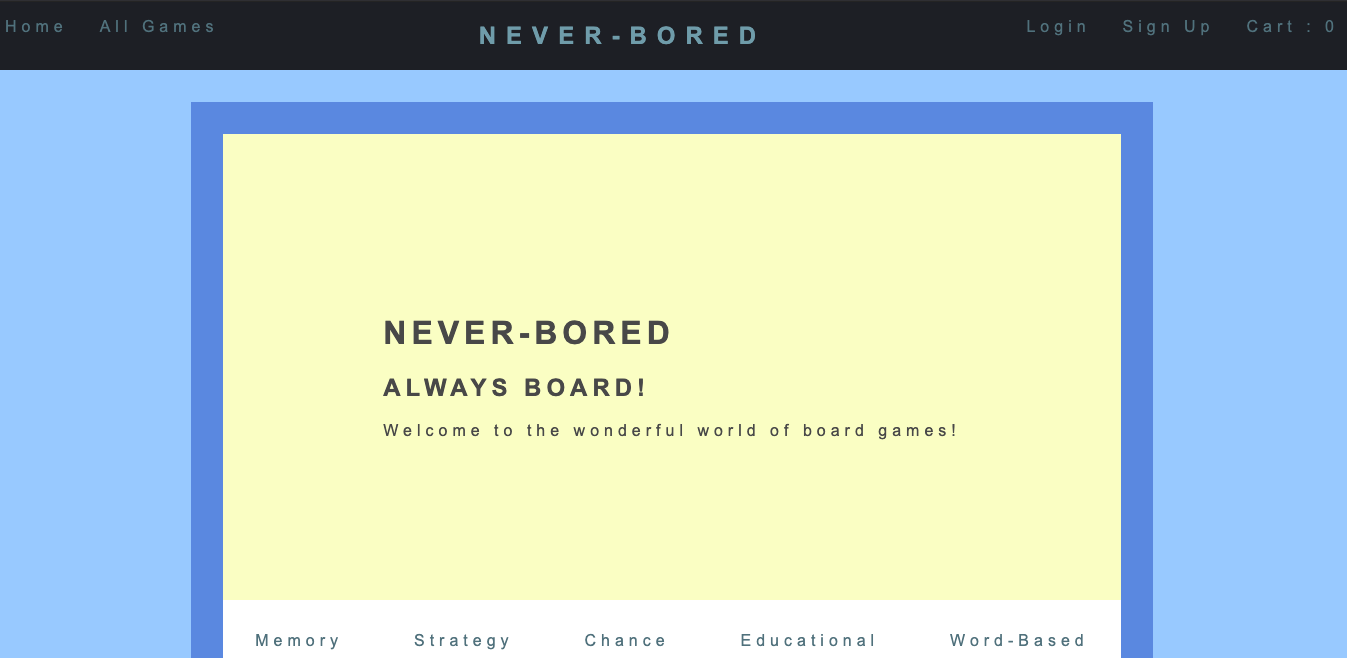 Home All Games NEVER-BORED Login Sign Up Cart : 0
NEVER-BORED
ALWAYS BOARD!
Welcome to the wonderful world of board games!
Memory Strategy Chance Educational Word-Based